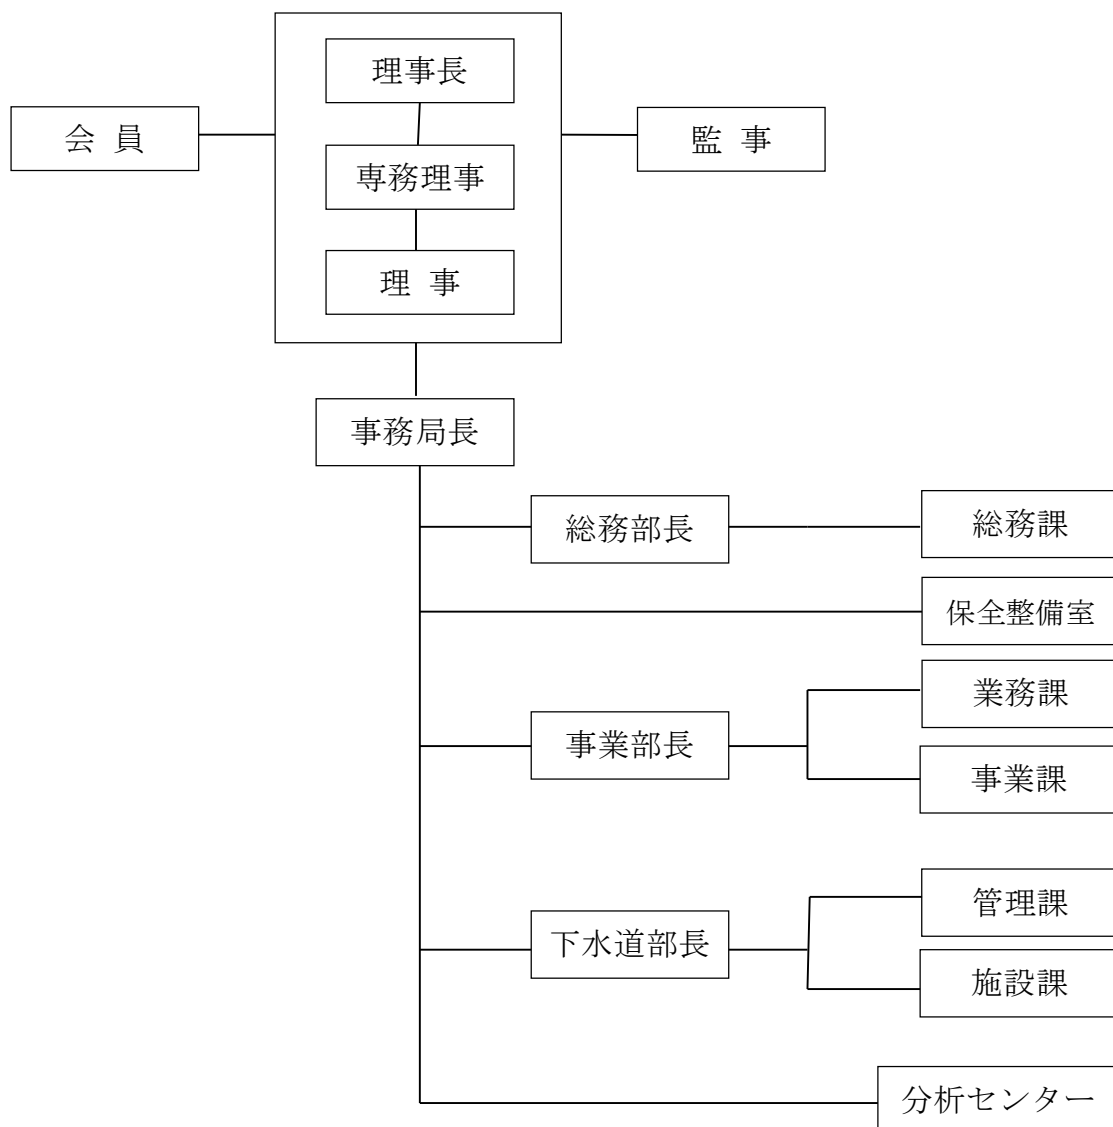 理事長
会 員
監 事
専務理事
理 事
事務局長
総務部長
総務課
保全整備室
業務課
事業部長
事業課
管理課
下水道部長
施設課
分析センター